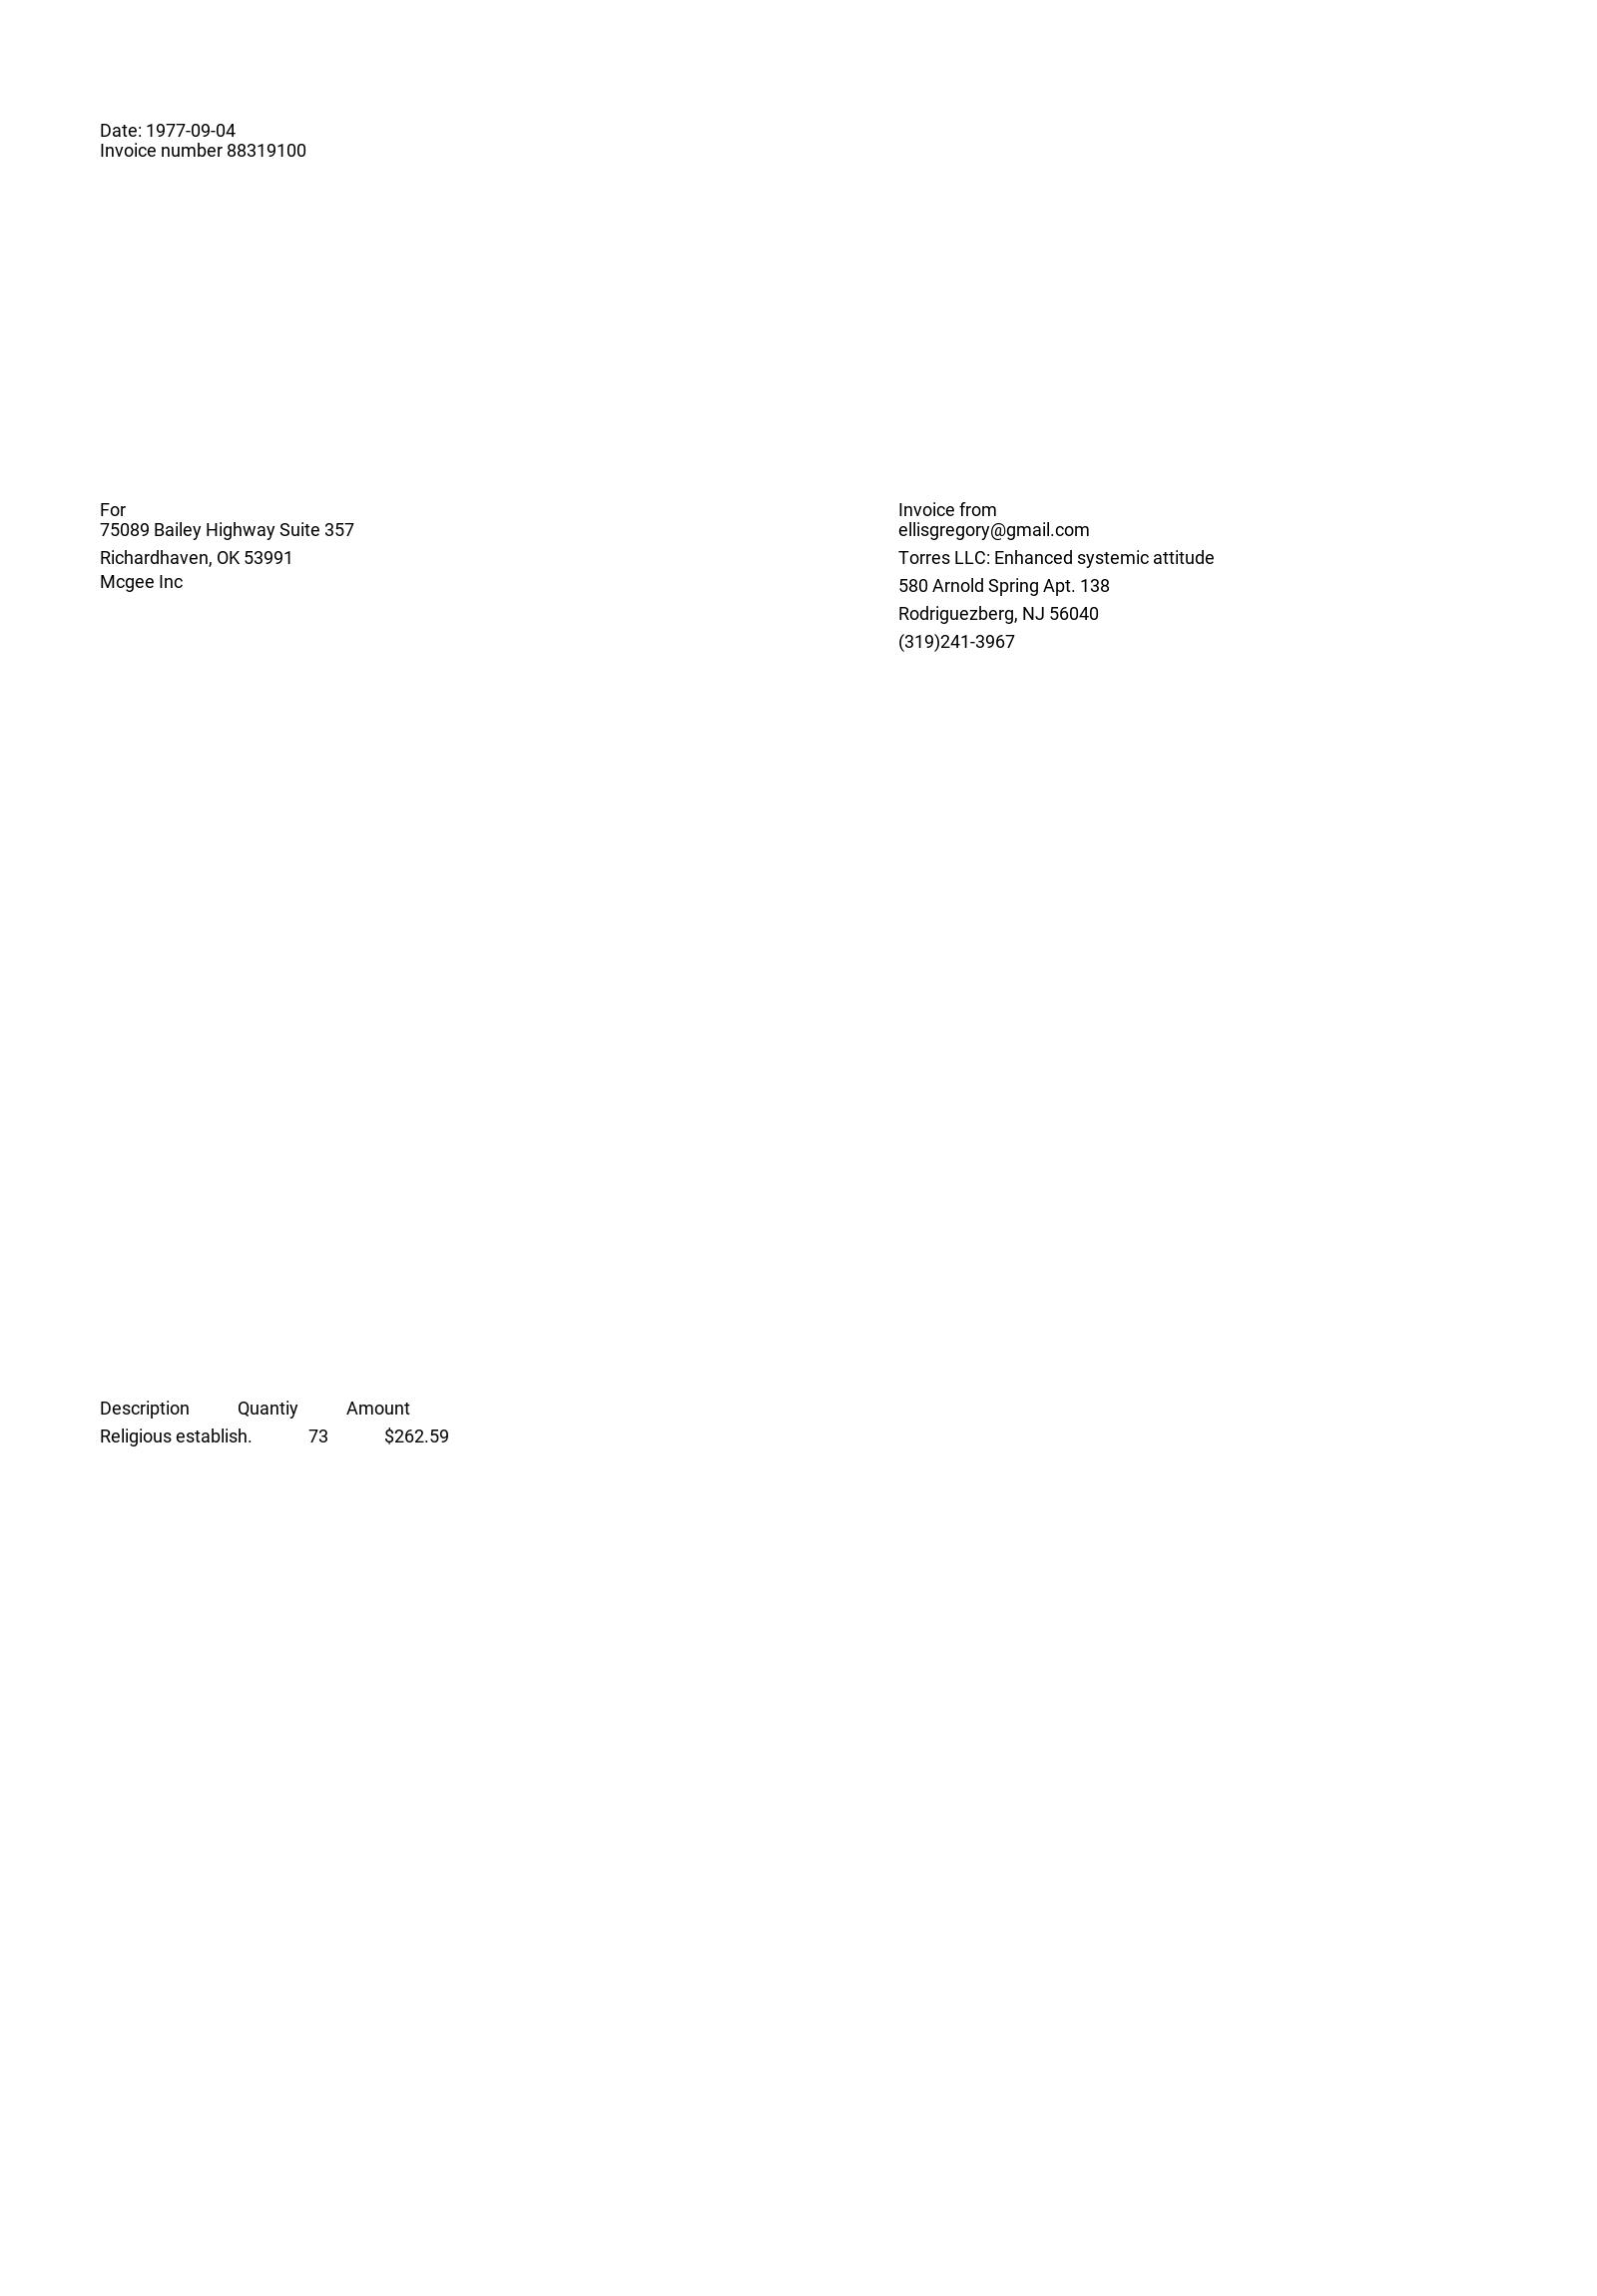 Date: 1977-09-04
Invoice number 88319100
For
75089 Bailey Highway Suite 357
Richardhaven, OK 53991
Mcgee Inc
Invoice from
ellisgregory@gmail.com
Torres LLC: Enhanced systemic attitude
580 Arnold Spring Apt. 138
Rodriguezberg, NJ 56040
(319)241-3967
Description Quantiy Amount
Religious establish. 73 $262.59